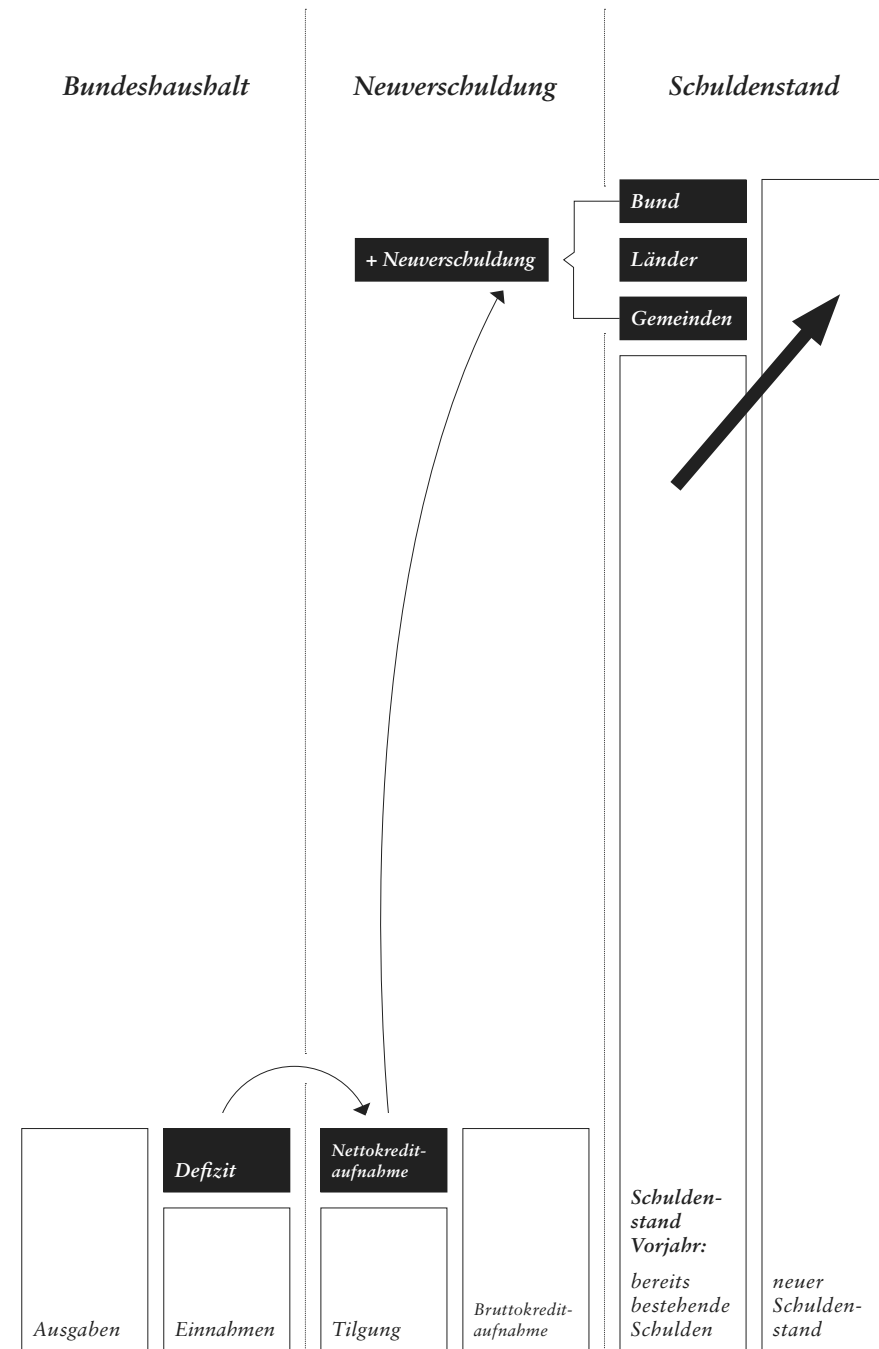 Bundeshaushalt
Neuverschuldung
Schuldenstand
Bund
+ Neuverschuldung
Länder
Gemeinden
Defizit
Nettokredit-
aufnahme
Ausgaben
Einnahmen
Tilgung
Bruttokredit-
aufnahme
Schulden-
stand
Vorjahr:
bereits
bestehende
Schulden
neuer
Schulden-
stand